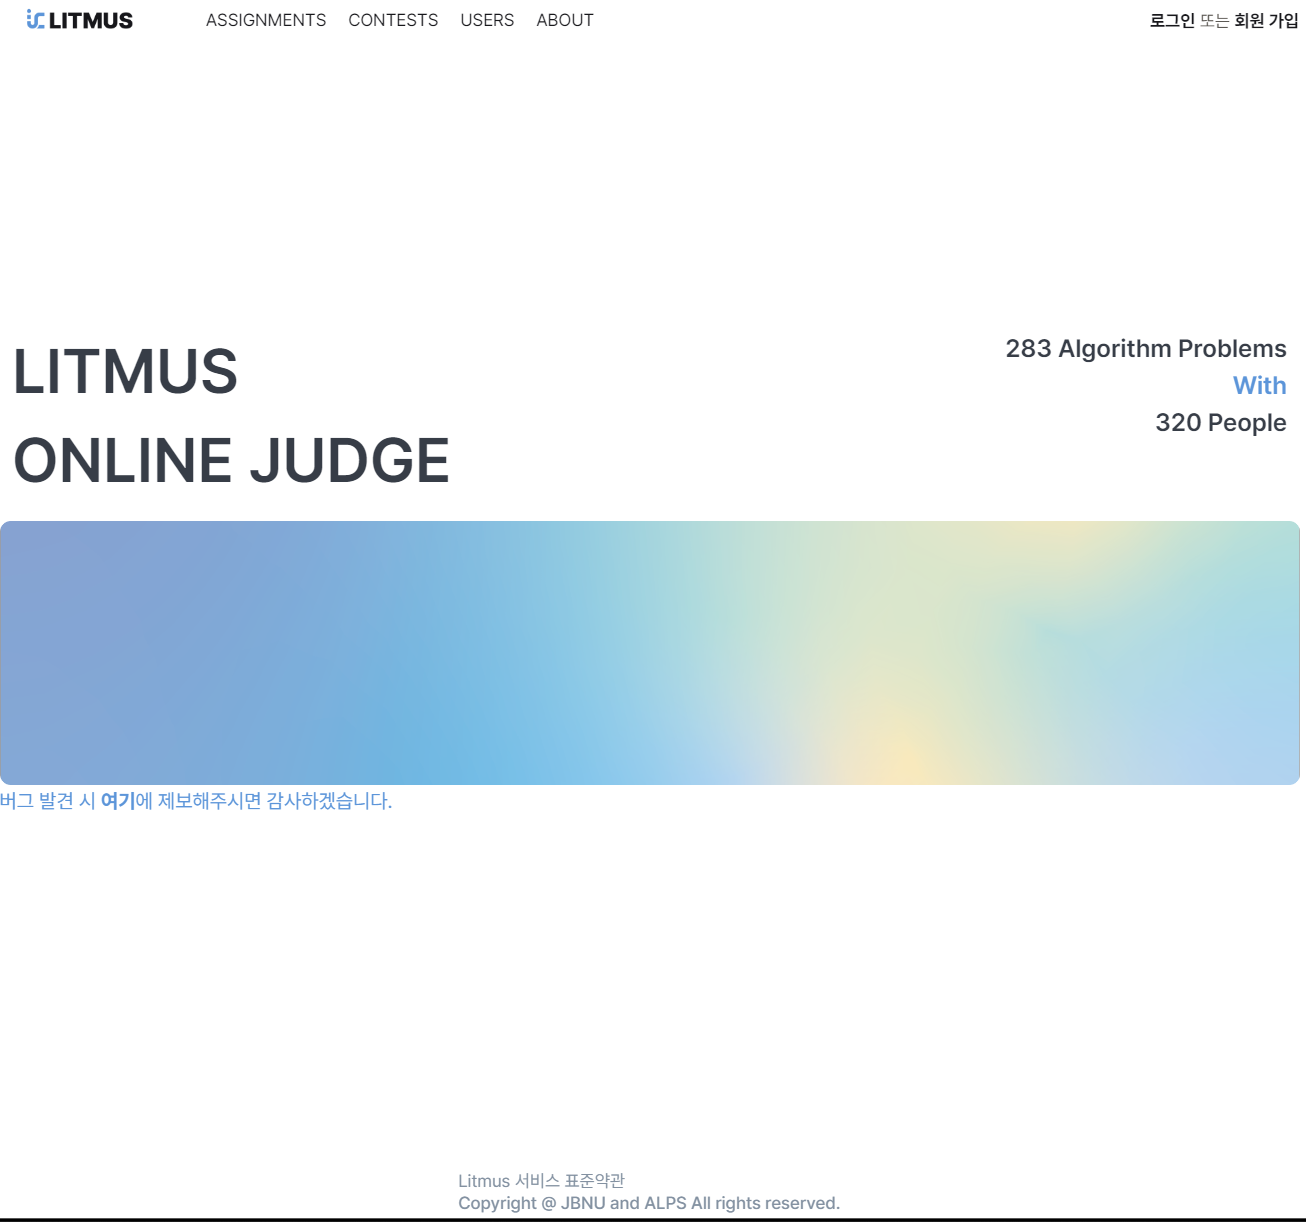 LITMUS ASSIGNMENTS CONTESTS USERS ABOUT 로그인 또는 회원 가입
LITMUS
ONLINE JUDGE
283 Algorithm Problems
With
320 People
버그 발견 시 여기에 제보해주시면 감사하겠습니다.
Litmus 서비스 표준약관
Copyright @ JBNU and ALPS All rights reserved.